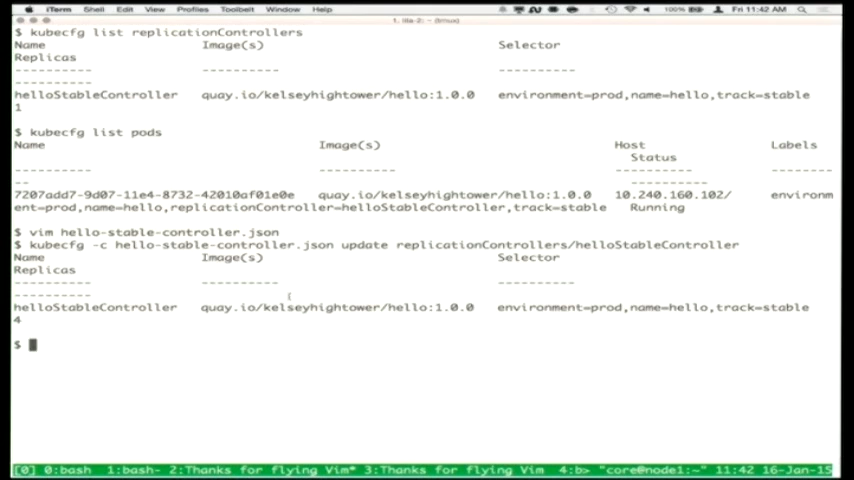 iTerm Shell Edit View Profiles Toolbelt Window Help 100% Fri 11:42 AM
$ kubecfg list replicationControllers
Name Image(s) Selector
Replicas
---------- ---------- ----------
----------
helloStableController quay.io/kelseyhightower/hello:1.0.0 environment=prod,name=hello,track=stable
1
$ kubecfg list pods
Name Image(s) Host Labels
Status
---------- ---------- ---------- --------
-- ----------
7207add7-9d07-11e4-8732-42010af01e0e quay.io/kelseyhightower/hello:1.0.0 10.240.160.102/ environm
ent=prod,name=hello,replicationController=helloStableController,track=stable Running
$ vim hello-stable-controller.json
$ kubecfg -c hello-stable-controller.json update replicationControllers/helloStableController
Name Image(s) Selector
Replicas
---------- ---------- ----------
----------
helloStableController quay.io/kelseyhightower/hello:1.0.0 environment=prod,name=hello,track=stable
4
$
[0] 0:bash 1:bash- 2:Thanks for flying Vim* 3:Thanks for flying Vim 4:b> "core@node1:~" 11:42 16-Jan-15